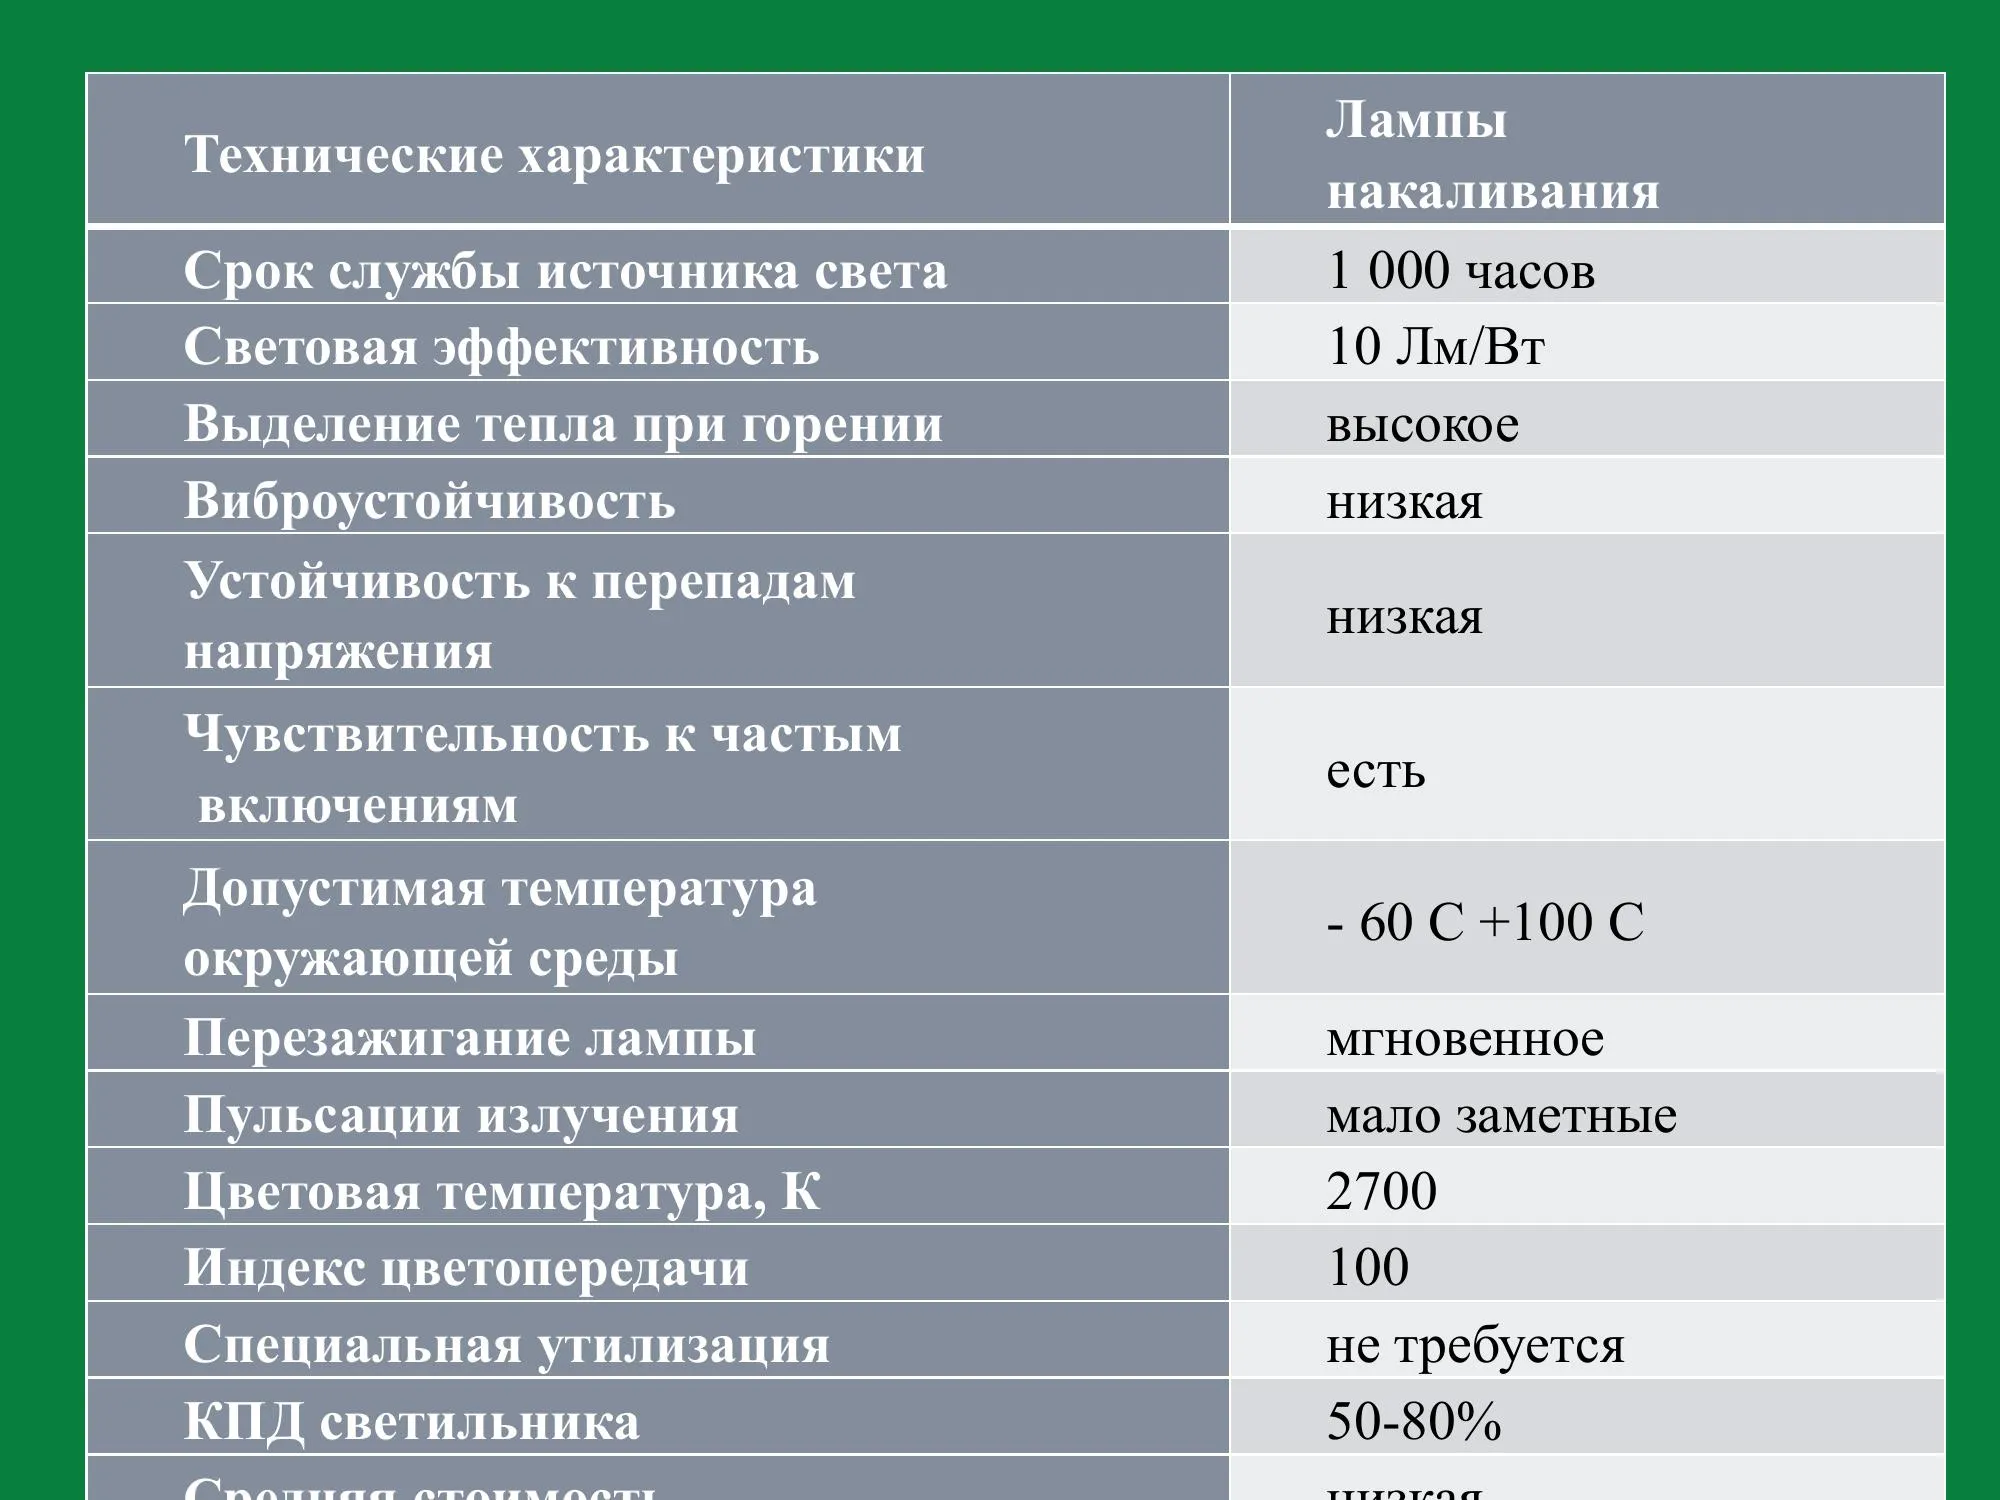 Технические характеристики
Лампы
накаливания
Срок службы источника света
1 000 часов
Световая эффективность
10 Лм/Вт
Выделение тепла при горении
высокое
Виброустойчивость
низкая
Устойчивость к перепадам
напряжения
низкая
Чувствительность к частым
включениям
есть
Допустимая температура
окружающей среды
- 60 С +100 С
Перезажигание лампы
мгновенное
Пульсации излучения
мало заметные
Цветовая температура, К
2700
Индекс цветопередачи
100
Специальная утилизация
не требуется
КПД светильника
50-80%
Средняя стоимость
низкая